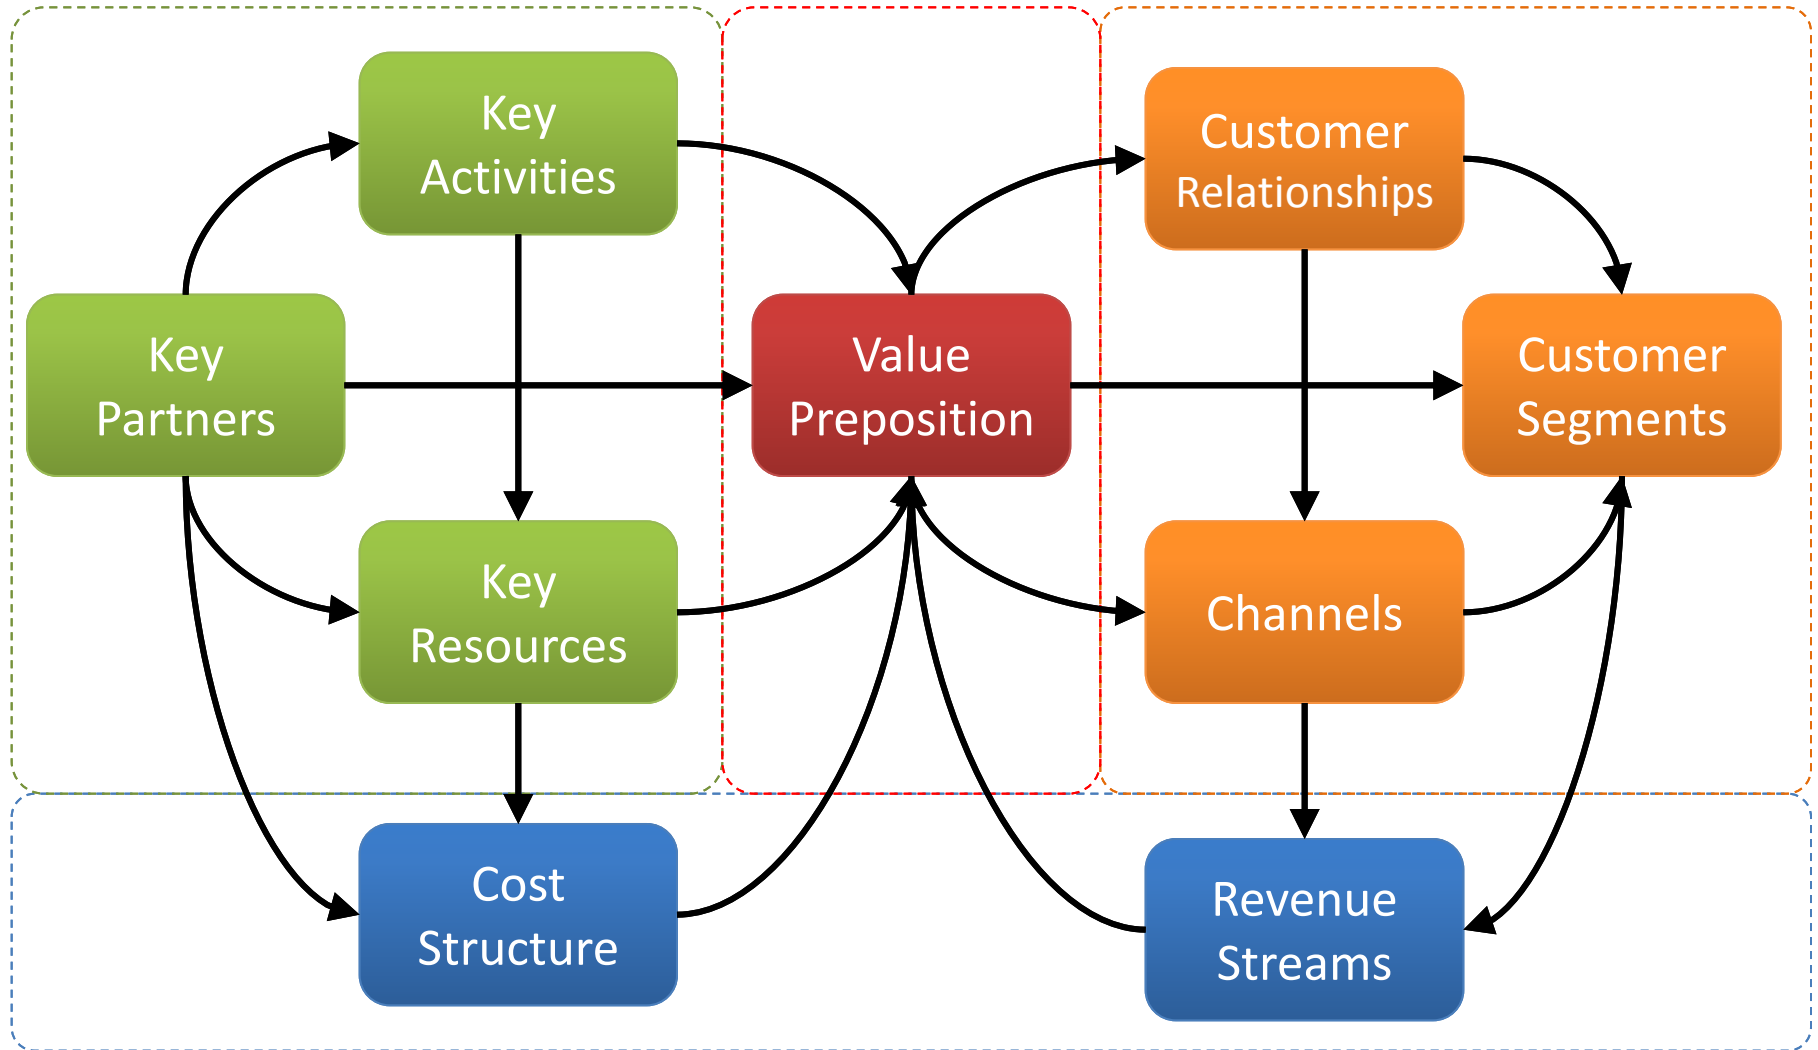 Key
Activities
Customer
Relationships
Key
Partners
Value
Preposition
Customer
Segments
Key
Resources
Channels
Cost
Structure
Revenue
Streams